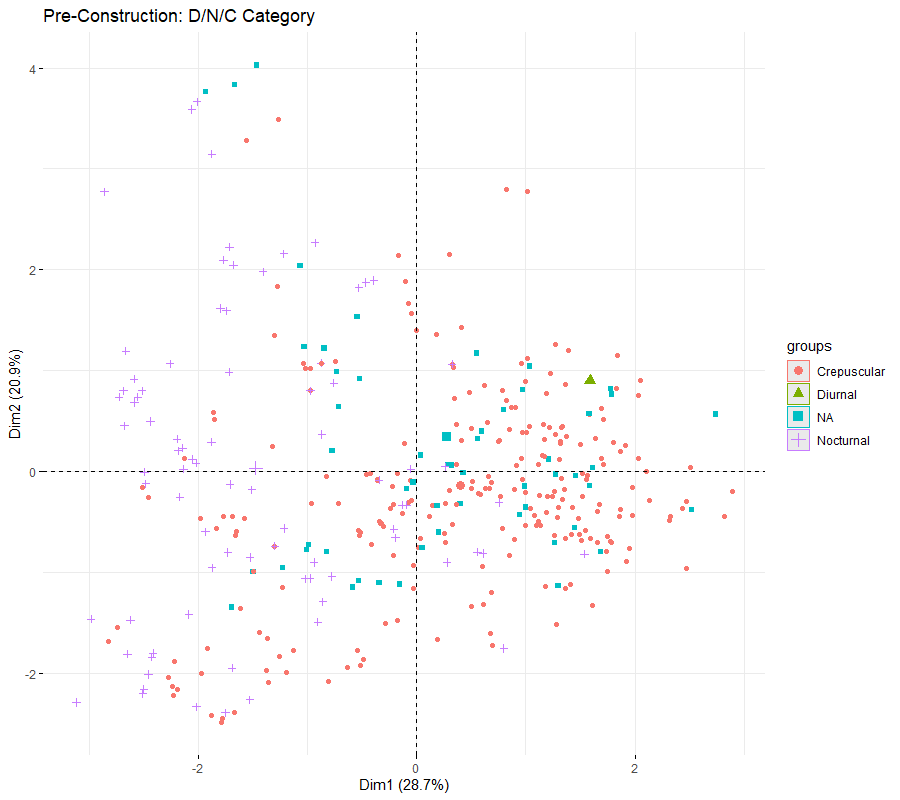 Pre-Construction: D/N/C Category
4
2
0
-2
Dim2 (20.9%)
-2
0
2
Dim1 (28.7%)
groups
Crepuscular
Diurnal
NA
Nocturnal